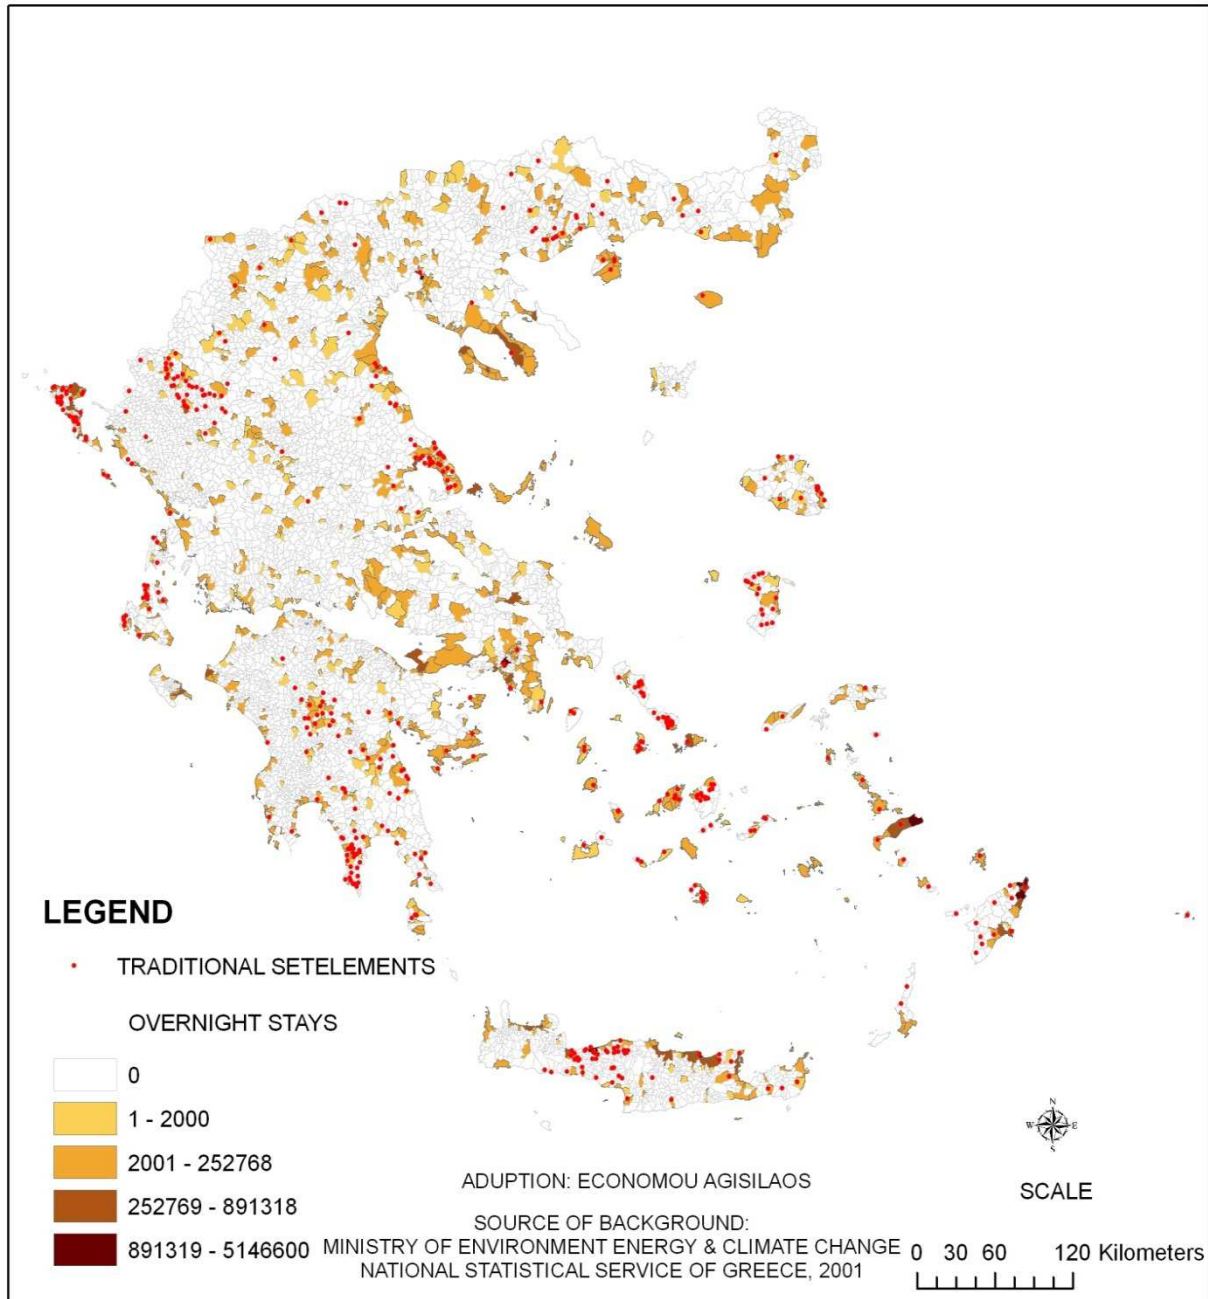 LEGEND
TRADITIONAL SETELEMENTS
OVERNIGHT STAYS
0
1 - 2000
2001 - 252768
252769 - 891318
891319 - 5146600
ADUPTION: ECONOMOU AGISILAOS
SOURCE OF BACKGROUND:
MINISTRY OF ENVIRONMENT ENERGY & CLIMATE CHANGE
NATIONAL STATISTICAL SERVICE OF GREECE, 2001
N
W E
S
SCALE
0 30 60 120 Kilometers